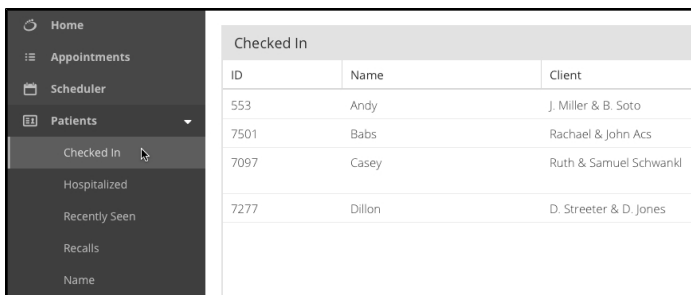 Home
Appointments
Scheduler
Patients
Checked In
Hospitalized
Recently Seen
Recalls
Name
Checked In
ID Name Client
553 Andy J. Miller & B. Soto
7501 Babs Rachael & John Acs
7097 Casey Ruth & Samuel Schwankl
7277 Dillon D. Streeter & D. Jones